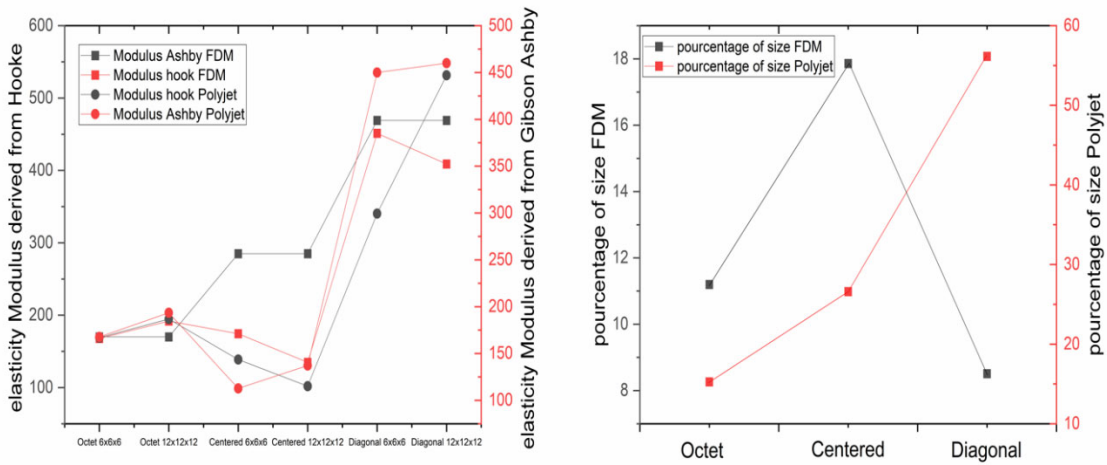 600
500
400
300
200
100
elasticity Modulus derived from Hooke
Modulus Ashby FDM
Modulus hook FDM
Modulus hook Polyjet
Modulus Ashby Polyjet
500
450
400
350
300
250
200
150
100
elasticity Modulus derived from Gibson Ashby
Octet 6x6x6
Octet 12x12x12
Centered 6x6x6
Centered 12x12x12
Diagonal 6x6x6
Diagonal 12x12x12
18
16
14
12
10
8
pourcentage of size FDM
pourcentage of size FDM
pourcentage of size Polyjet
60
50
40
30
20
10
pourcentage of size Polyjet
Octet
Centered
Diagonal